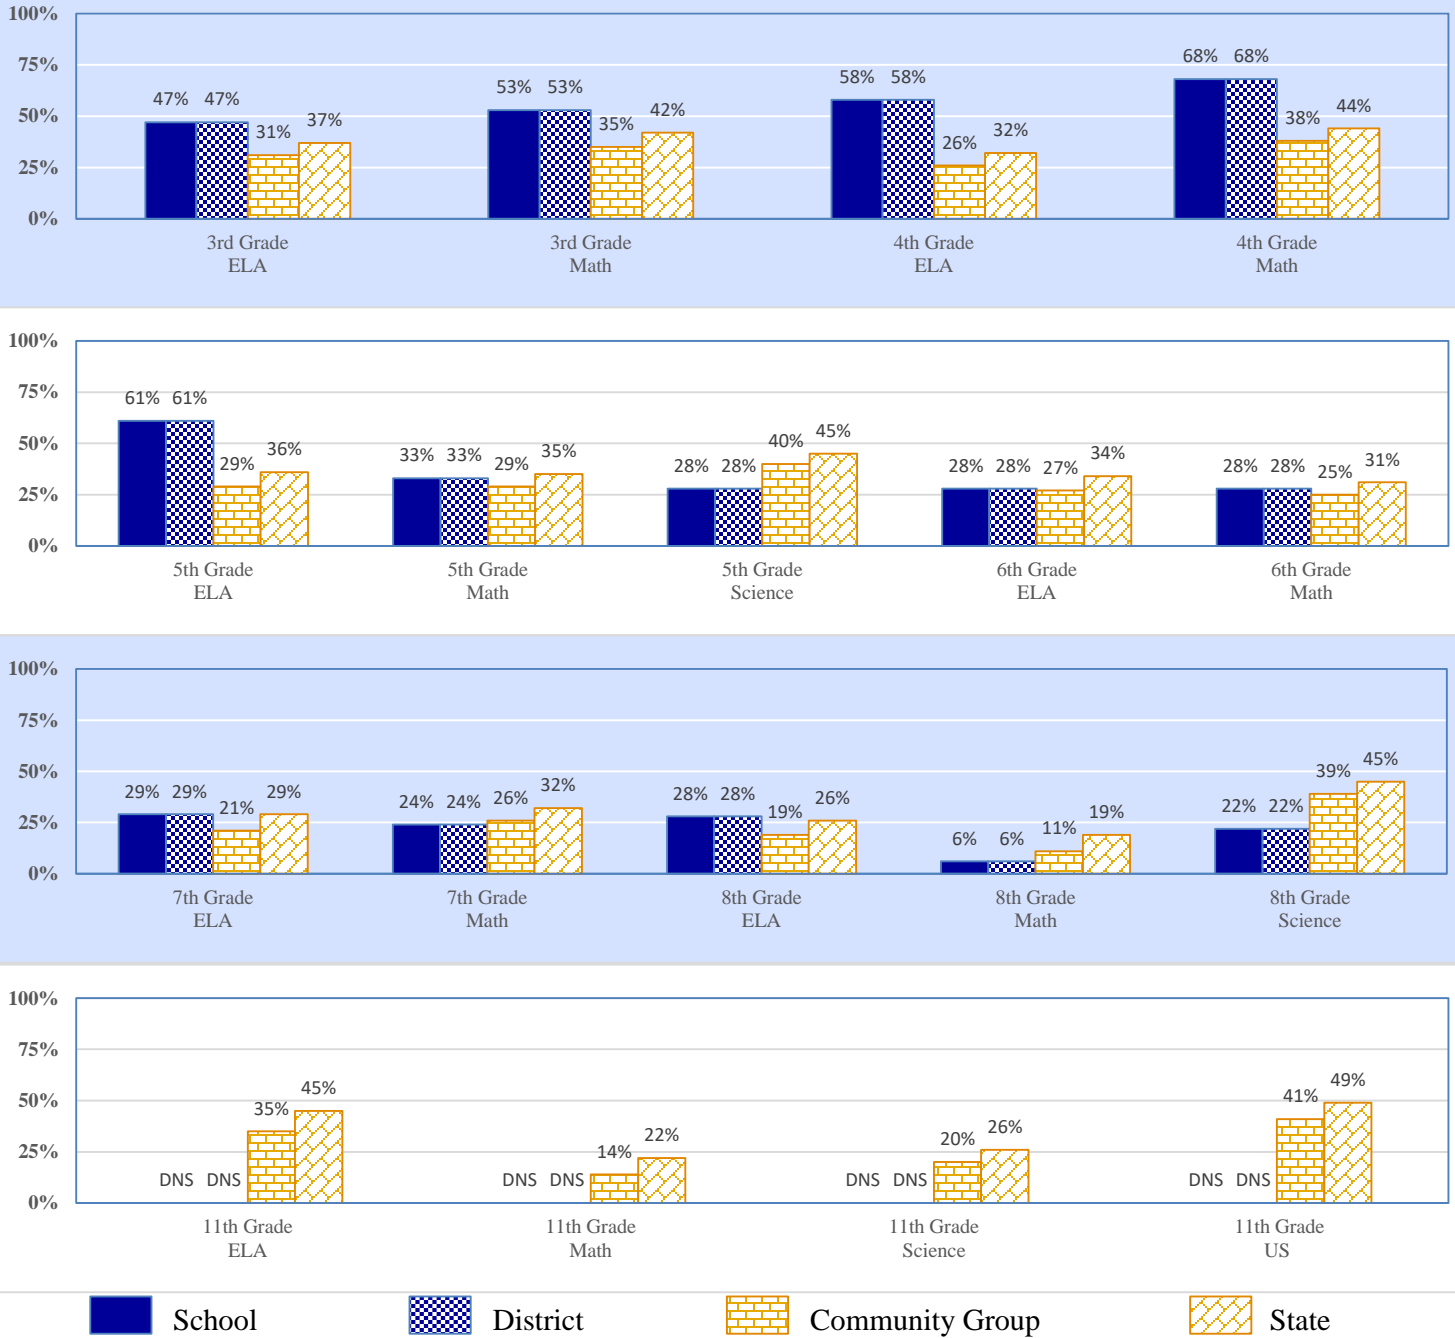 100%
75%
50%
25%
0%
47% 47% 31% 37%
53% 53% 35% 42%
58% 58% 26% 32%
68% 68% 38% 44%
3rd Grade
ELA
3rd Grade
Math
4th Grade
ELA
4th Grade
Math
100%
75%
50%
25%
0%
61% 61% 29% 36%
33% 33% 29% 35%
28% 28% 40% 45%
28% 28% 27% 34%
28% 28% 25% 31%
5th Grade
ELA
5th Grade
Math
5th Grade
Science
6th Grade
ELA
6th Grade
Math
100%
75%
50%
25%
0%
29% 29% 21% 29%
24% 24% 26% 32%
28% 28% 19% 26%
6% 6% 11% 19%
22% 22% 39% 45%
7th Grade
ELA
7th Grade
Math
8th Grade
ELA
8th Grade
Math
8th Grade
Science
100%
75%
50%
25%
0%
DNS DNS 35% 45%
DNS DNS 14% 22%
DNS DNS 20% 26%
DNS DNS 41% 49%
11th Grade
ELA
11th Grade
Math
11th Grade
Science
11th Grade
US
School District Community Group State